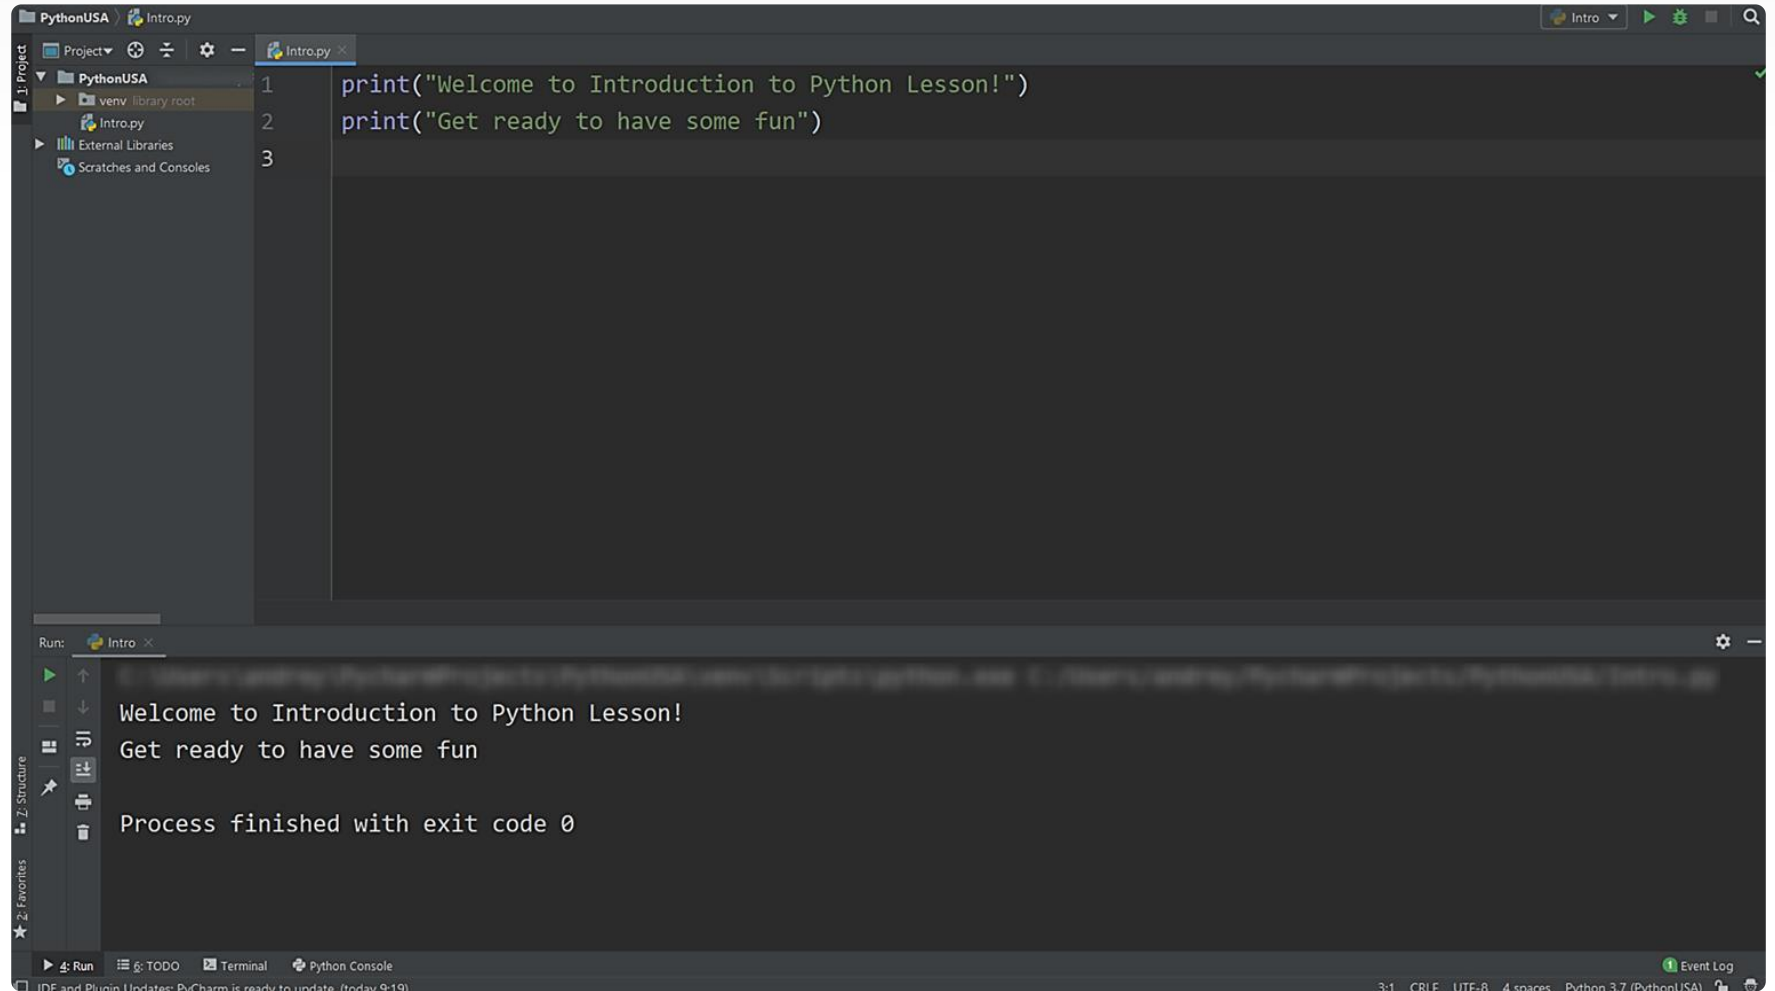 PythonUSA Intro.py
Intro
1: Project
Project
Intro.py
PythonUSA
venv library root
Intro.py
External Libraries
Scratches and Consoles
1 print("Welcome to Introduction to Python Lesson!")
2 print("Get ready to have some fun")
3
Run: Intro
Welcome to Introduction to Python Lesson!
Get ready to have some fun
Process finished with exit code 0
7: Structure
2: Favorites
4: Run 6: TODO Terminal Python Console
1 Event Log
IDE and Plugin Updates: PyCharm is ready to update. (today 9:19)
3:1 CRLF UTF-8 4 spaces Python 3.7 (PythonUSA)